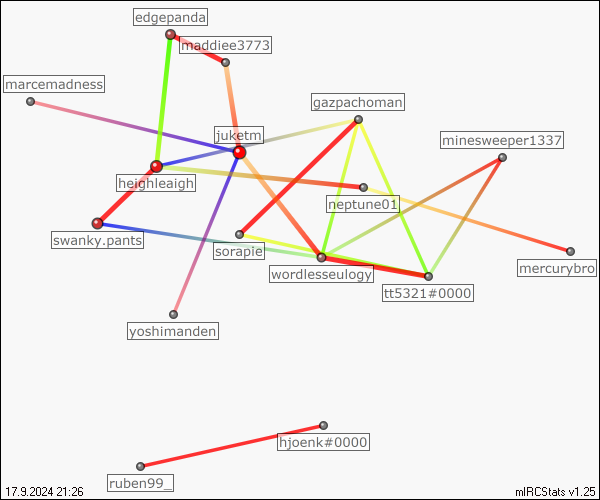 edgepanda
maddiee3773
marcemadness
gazpachoman
juketm
minesweeper1337
heighleaigh
neptune01
swanky.pants
sorapie
wordlesseulogy
mercurybro
tt5321#0000
yoshimanden
hjoenk#0000
ruben99_
17.9.2024 21:26
mIRCStats v1.25